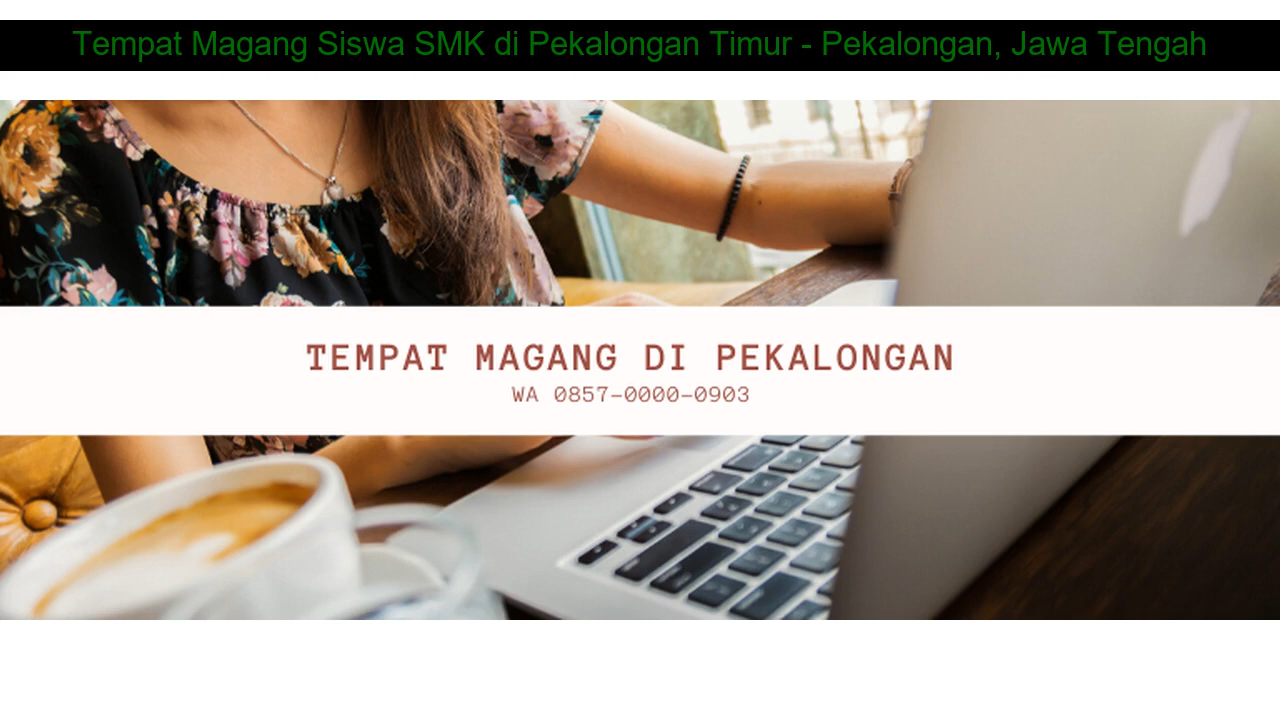 Tempat Magang Siswa SMK di Pekalongan Timur - Pekalongan, Jawa Tengah
TEMPAT MAGANG DI PEKALONGAN
WA 0857-0000-0903